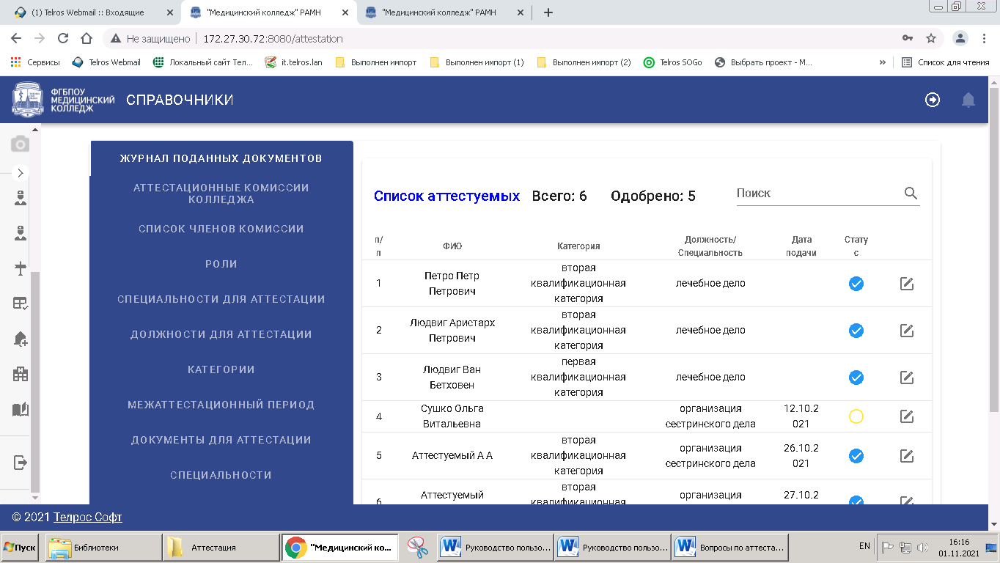 (1) Telros Webmail :: Входящие
"Медицинский колледж" РАМН
"Медицинский колледж" РАМН
Не защищено
172.27.30.72:8080/attestation
Сервисы
Telros Webmail
Локальный сайт Тел...
it.telros.lan
Выполнен импорт
Выполнен импорт (1)
Выполнен импорт (2)
Telros SOGo
Выбрать проект - M...
»
Список для чтения
ФГБПОУ
МЕДИЦИНСКИЙ
КОЛЛЕДЖ
СПРАВОЧНИКИ
ЖУРНАЛ ПОДАННЫХ ДОКУМЕНТОВ
АТТЕСТАЦИОННЫЕ КОМИССИИ
КОЛЛЕДЖА
СПИСОК ЧЛЕНОВ КОМИССИИ
РОЛИ
СПЕЦИАЛЬНОСТИ ДЛЯ АТТЕСТАЦИИ
ДОЛЖНОСТИ ДЛЯ АТТЕСТАЦИИ
КАТЕГОРИИ
МЕЖАТТЕСТАЦИОННЫЙ ПЕРИОД
ДОКУМЕНТЫ ДЛЯ АТТЕСТАЦИИ
СПЕЦИАЛЬНОСТИ
Список аттестуемых Всего: 6 Одобрено: 5
Поиск
п/
п
ФИО
Категория
Должность/
Специальность
Дата
подачи
Стату
с
1
Петро Петр
Петрович
вторая
квалификационная
категория
лечебное дело
2
Людвиг Аристарх
Петрович
вторая
квалификационная
категория
лечебное дело
3
Людвиг Ван
Бетховен
первая
квалификационная
категория
лечебное дело
4
Сушко Ольга
Витальевна
организация
сестринского дела
12.10.2
021
5
Аттестуемый А А
вторая
квалификационная
категория
организация
сестринского дела
26.10.2
021
6
Аттестуемый
вторая
квалификационная
организация
27.10.2
© 2021 Телрос Софт
Пуск
Библиотеки
Аттестация
"Медицинский ко...
Руководство пользо...
Руководство пользо...
Вопросы по аттеста...
EN
16:16
01.11.2021